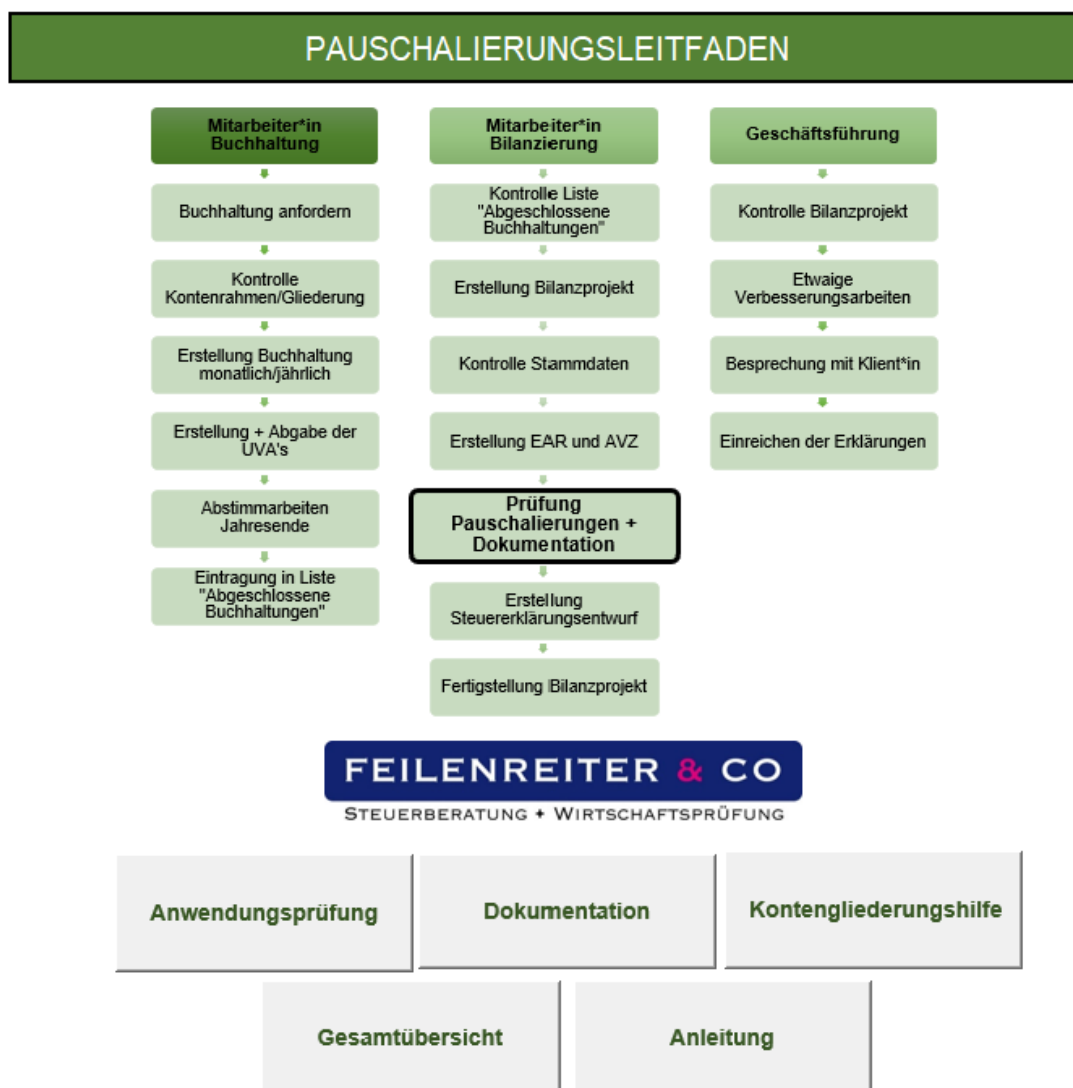 PAUSCHALIERUNGSLEITFADEN
Mitarbeiter*in
Buchhaltung
Buchhaltung anfordern
Kontrolle
Kontenrahmen/Gliederung
Erstellung Buchhaltung
monatlich/jährlich
Erstellung + Abgabe der
UVA's
Abstimmarbeiten
Jahresende
Eintragung in Liste
"Abgeschlossene
Buchhaltungen"
Mitarbeiter*in
Bilanzierung
Kontrolle Liste
"Abgeschlossene
Buchhaltungen"
Erstellung Bilanzprojekt
Kontrolle Stammdaten
Erstellung EAR und AVZ
Prüfung
Pauschalierungen +
Dokumentation
Erstellung
Steuererklärungsentwurf
Fertigstellung Bilanzprojekt
Geschäftsführung
Kontrolle Bilanzprojekt
Etwaige
Verbesserungsarbeiten
Besprechung mit Klient*in
Einreichen der Erklärungen
FEILENREITER & CO
STEUERBERATUNG + WIRTSCHAFTSPRÜFUNG
Anwendungsprüfung
Dokumentation
Kontengliederungshilfe
Gesamtübersicht
Anleitung